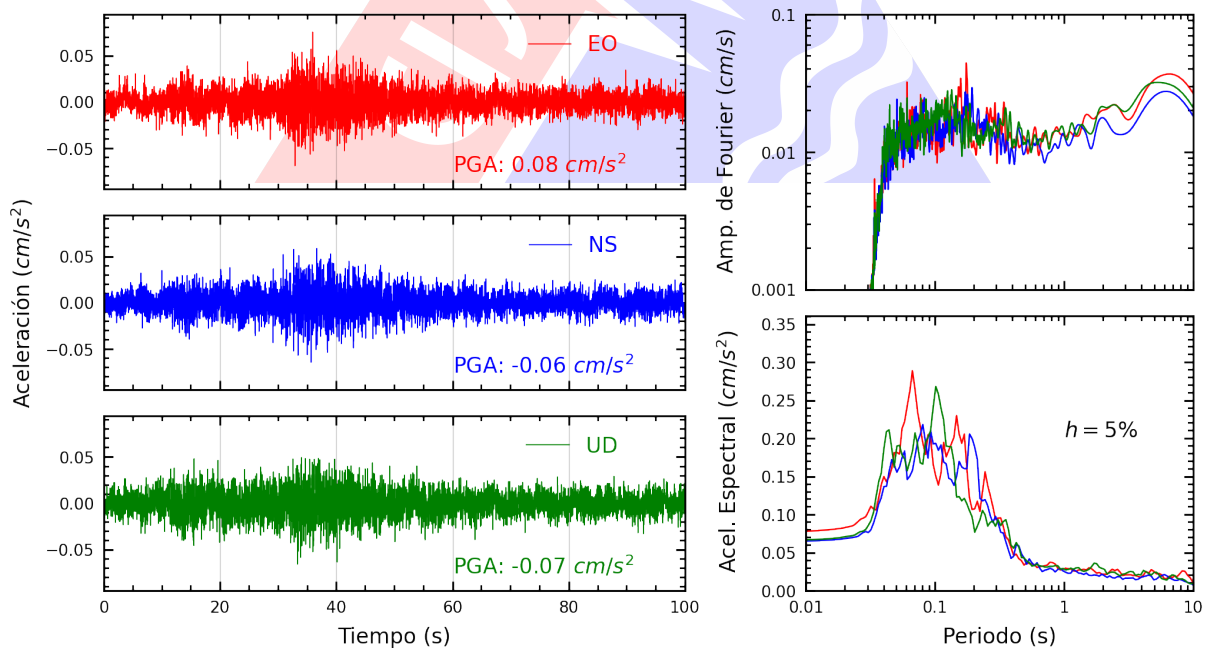 Aceleración (cm/s²)
0.05
0.00
−0.05
EO
PGA: 0.08 cm/s²
0.05
0.00
−0.05
NS
PGA: -0.06 cm/s²
0.05
0.00
−0.05
UD
PGA: -0.07 cm/s²
0 20 40 60 80 100
Tiempo (s)
Amp. de Fourier (cm/s)
0.1
0.01
0.001
Acel. Espectral (cm/s²)
0.35
0.30
0.25
0.20
0.15
0.10
0.05
0.00
h = 5%
0.01 0.1 1 10
Periodo (s)